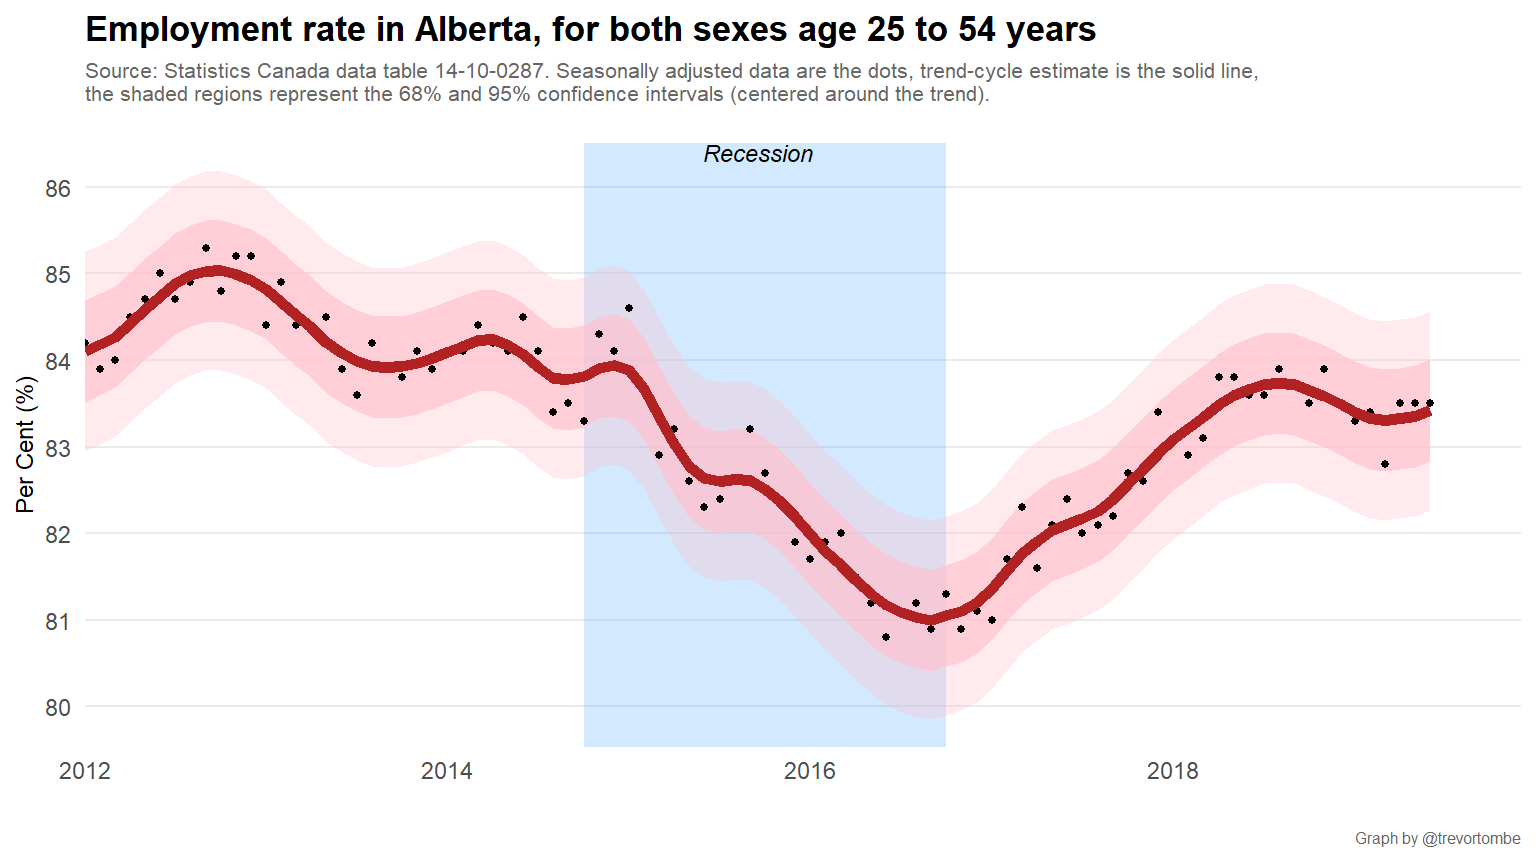 Employment rate in Alberta, for both sexes age 25 to 54 years
Source: Statistics Canada data table 14-10-0287. Seasonally adjusted data are the dots, trend-cycle estimate is the solid line,
the shaded regions represent the 68% and 95% confidence intervals (centered around the trend).
Recession
86
85
84
83
82
81
80
Per Cent (%)
2012
2014
2016
2018
Graph by @trevortombe